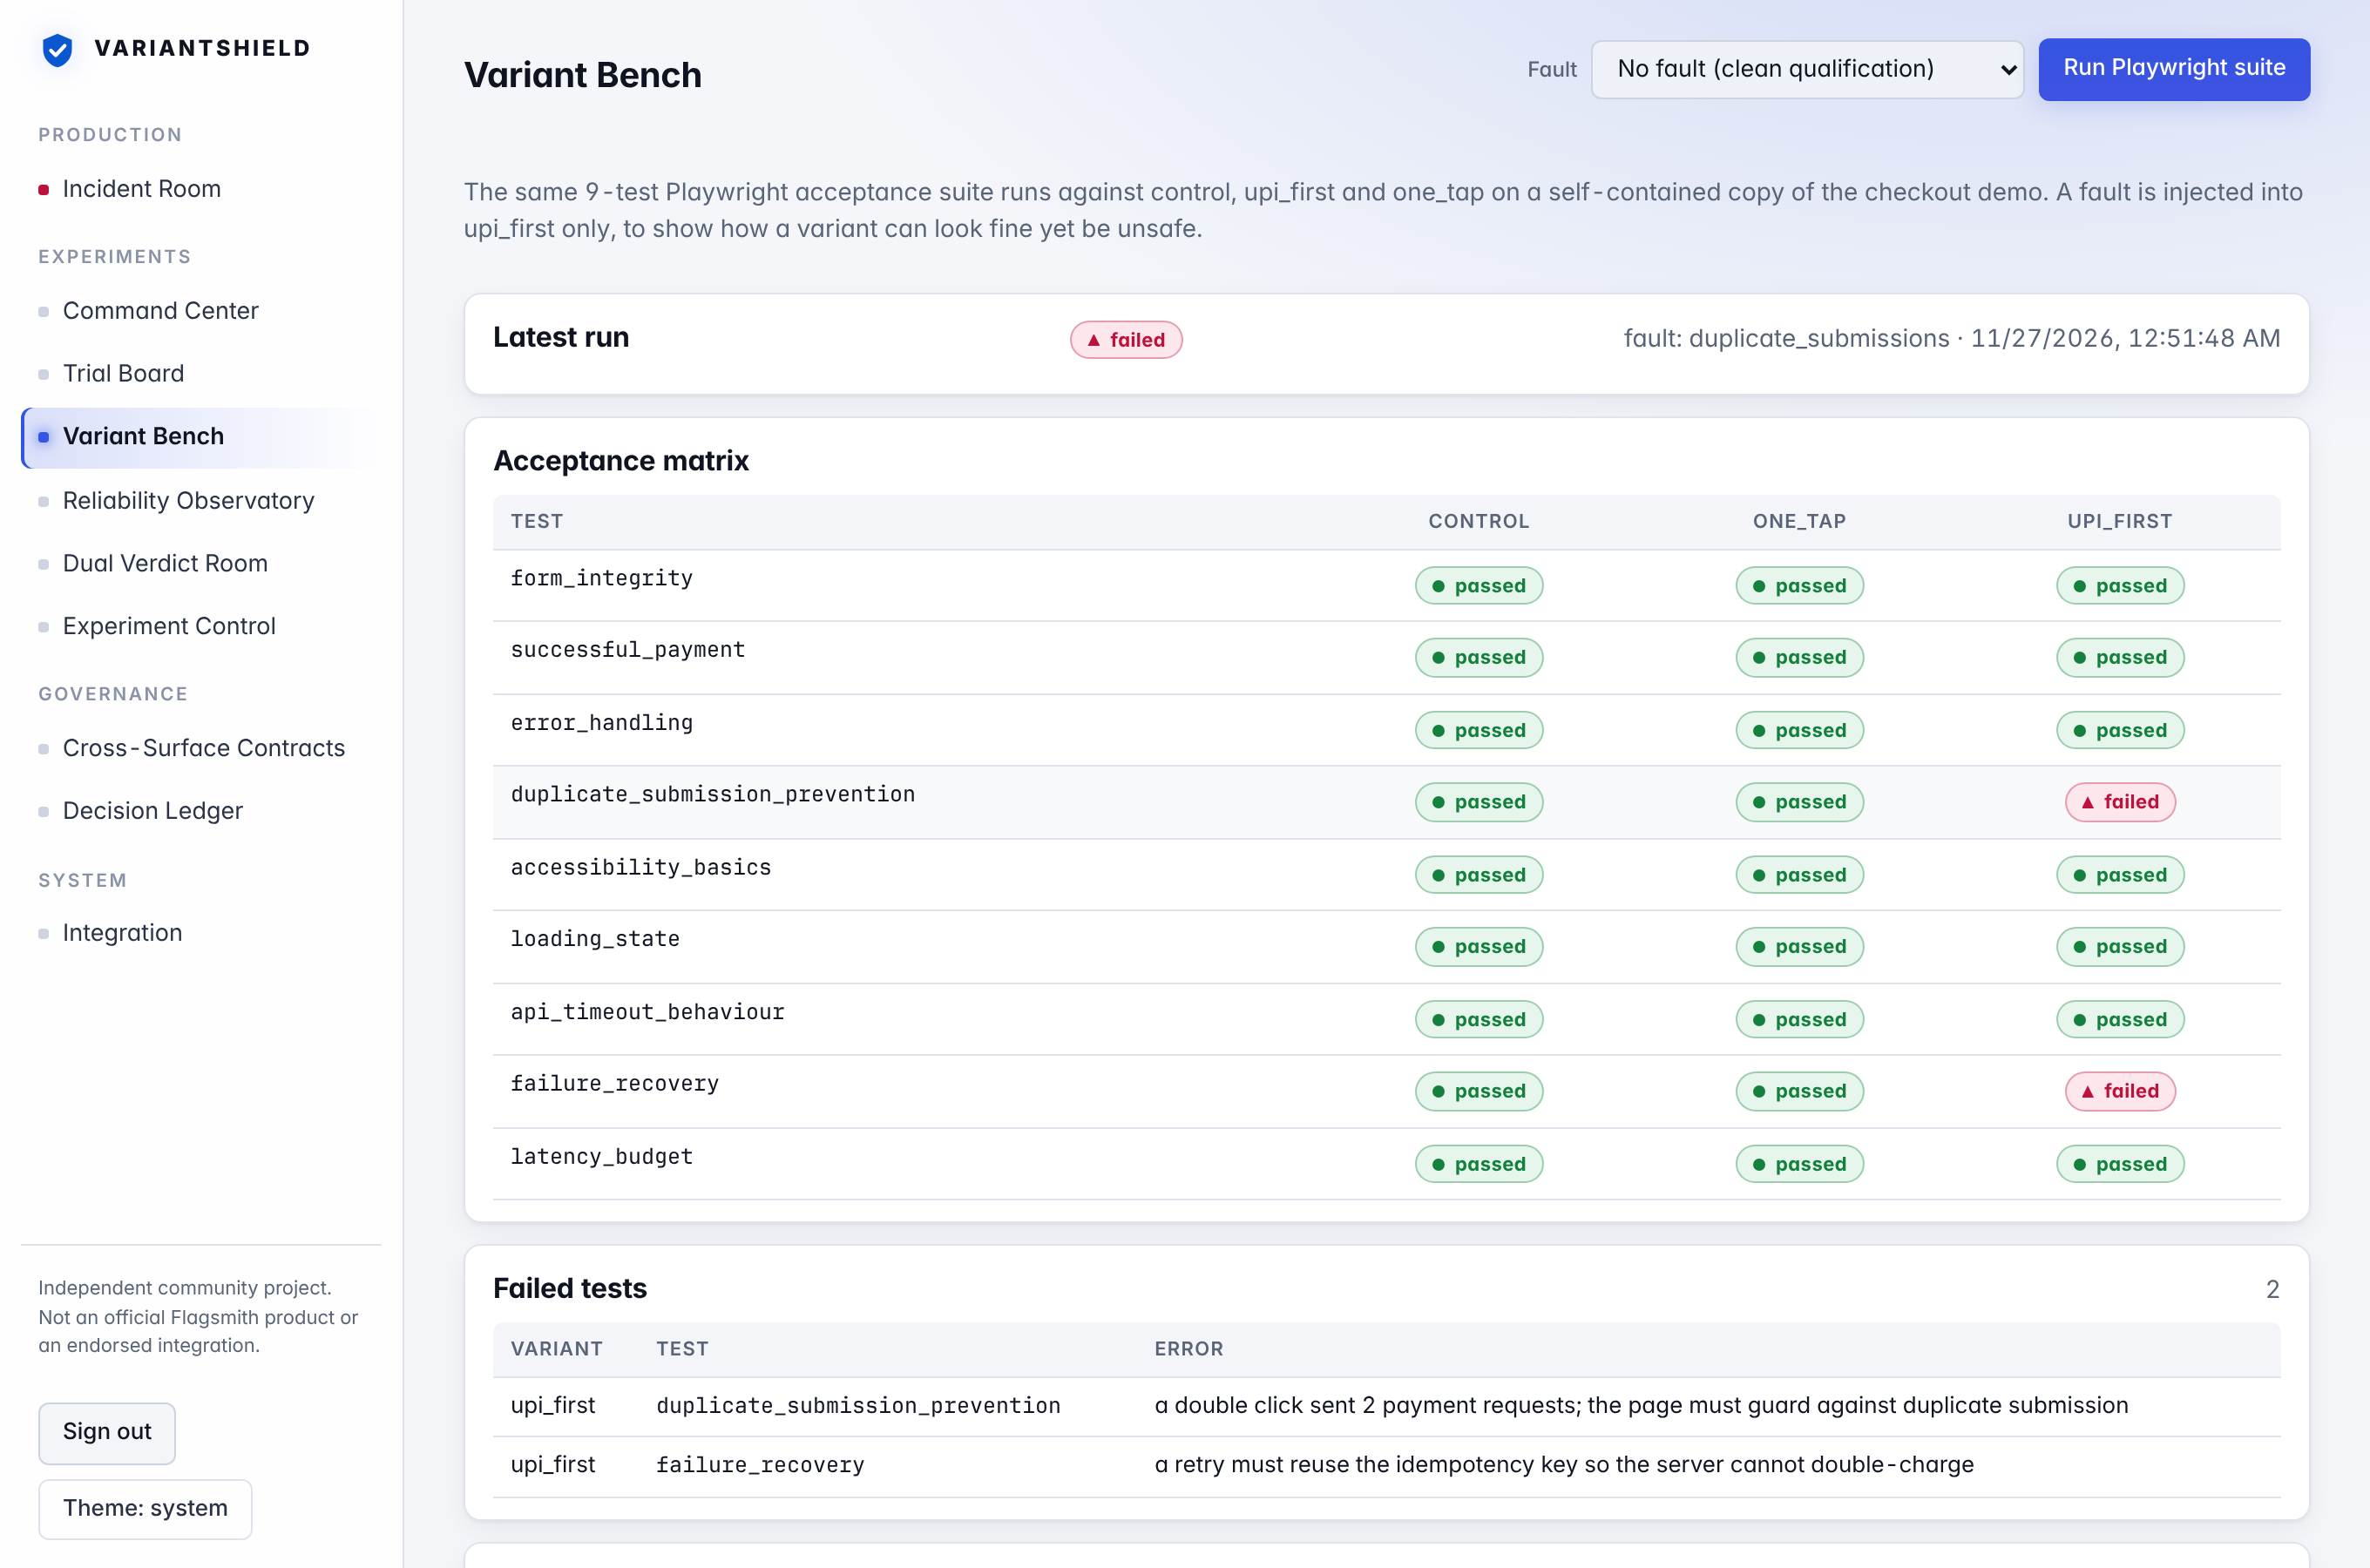 VARIANTSHIELD
PRODUCTION
Incident Room
EXPERIMENTS
Command Center
Trial Board
Variant Bench
Reliability Observatory
Dual Verdict Room
Experiment Control
GOVERNANCE
Cross-Surface Contracts
Decision Ledger
SYSTEM
Integration
Independent community project.
Not an official Flagsmith product or
an endorsed integration.
Sign out
Theme: system
Variant Bench
Fault No fault (clean qualification) Run Playwright suite
The same 9-test Playwright acceptance suite runs against control, upi_first and one_tap on a self-contained copy of the checkout demo. A fault is injected into
upi_first only, to show how a variant can look fine yet be unsafe.
Latest run ▲ failed fault: duplicate_submissions · 11/27/2026, 12:51:48 AM
Acceptance matrix
TEST CONTROL ONE_TAP UPI_FIRST
form_integrity passed passed passed
successful_payment passed passed passed
error_handling passed passed passed
duplicate_submission_prevention passed passed ▲ failed
accessibility_basics passed passed passed
loading_state passed passed passed
api_timeout_behaviour passed passed passed
failure_recovery passed passed ▲ failed
latency_budget passed passed passed
Failed tests 2
VARIANT TEST ERROR
upi_first duplicate_submission_prevention a double click sent 2 payment requests; the page must guard against duplicate submission
upi_first failure_recovery a retry must reuse the idempotency key so the server cannot double-charge